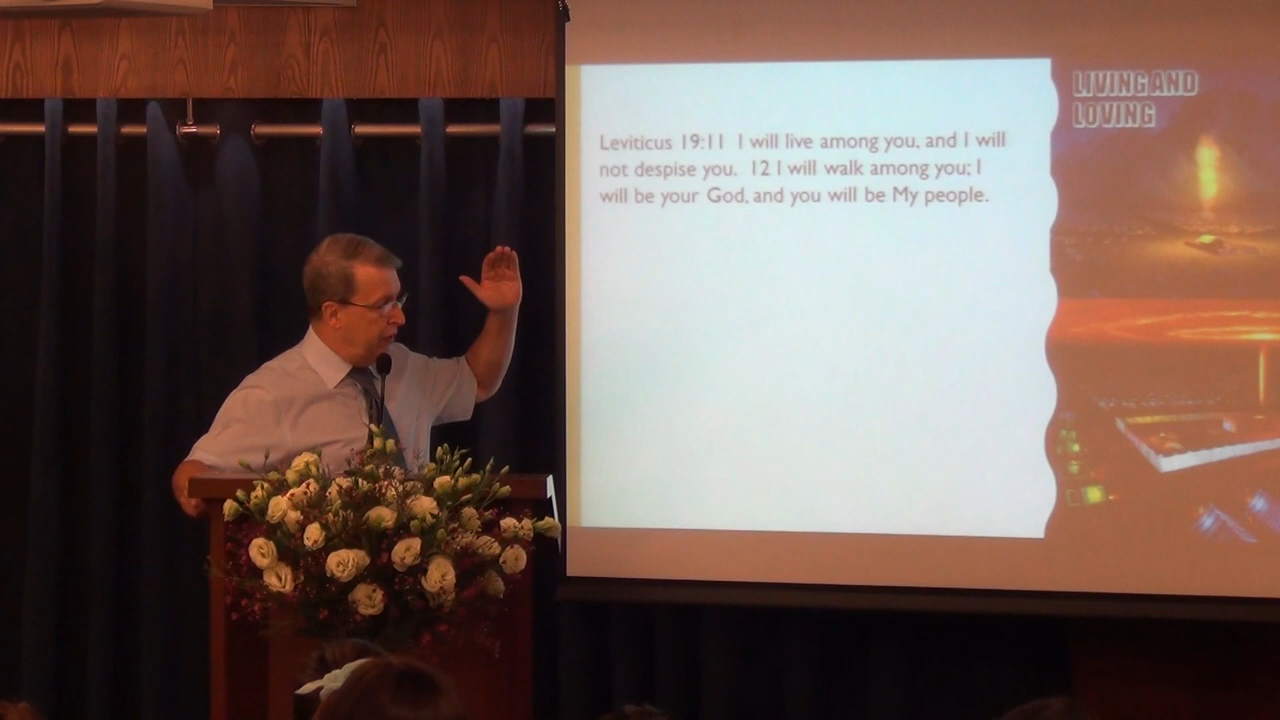 LIVING AND
LOVING
Leviticus 19:11 I will live among you, and I will
not despise you. 12 I will walk among you; I
will be your God, and you will be My people.